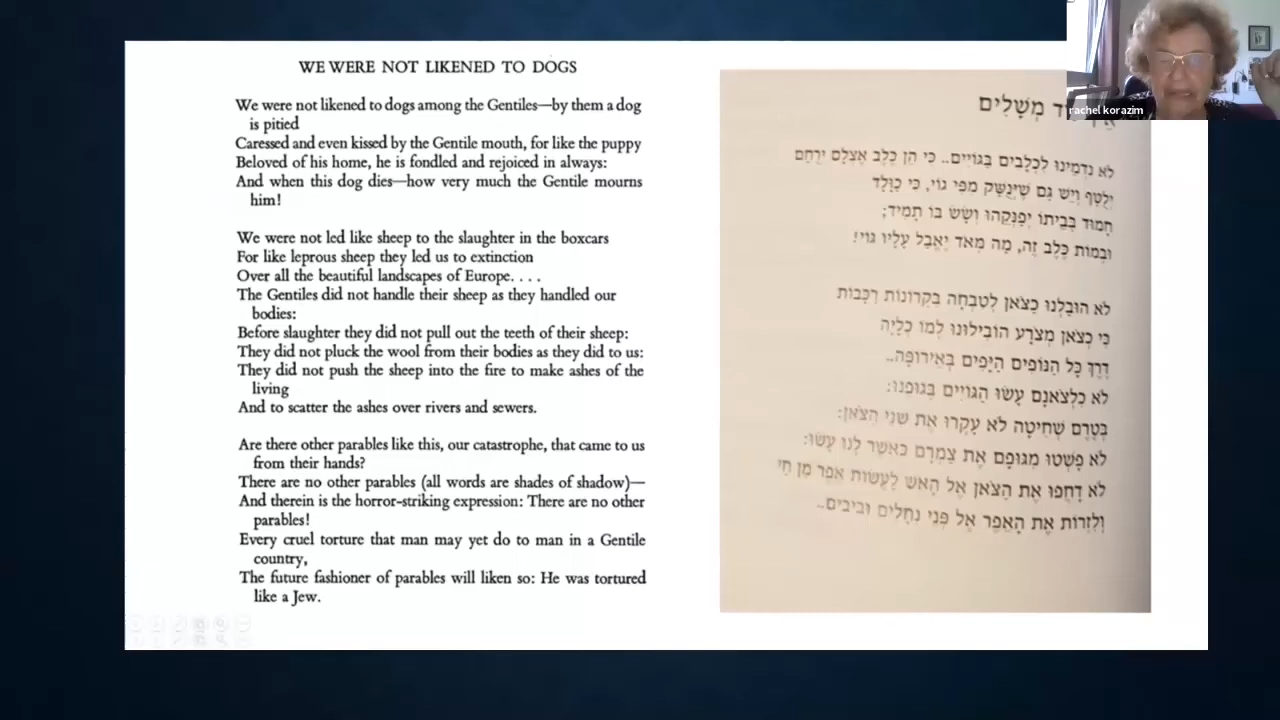 WE WERE NOT LIKENED TO DOGS
We were not likened to dogs among the Gentiles—by them a dog
is pitied
Caressed and even kissed by the Gentile mouth, for like the puppy
Beloved of his home, he is fondled and rejoiced in always:
And when this dog dies—how very much the Gentile mourns
him!
We were not led like sheep to the slaughter in the boxcars
For like leprous sheep they led us to extinction
Over all the beautiful landscapes of Europe. . . .
The Gentiles did not handle their sheep as they handled our
bodies:
Before slaughter they did not pull out the teeth of their sheep:
They did not pluck the wool from their bodies as they did to us:
They did not push the sheep into the fire to make ashes of the
living
And to scatter the ashes over rivers and sewers.
Are there other parables like this, our catastrophe, that came to us
from their hands?
There are no other parables (all words are shades of shadow)—
And therein is the horror-striking expression: There are no other
parables!
Every cruel torture that man may yet do to man in a Gentile
country,
The future fashioner of parables will liken so: He was tortured
like a Jew.
מְשָׁלִים
לֹא נִדְמֵינוּ לִכְלָבִים בַּגּוֹיִים.. כִּי הֵן כֶּלֶב אֶצְלָם יְרֻחַם
יְלֻטַּף וְיֵשׁ גַּם שֶׁיְּנֻשַּׁק מִפִּי גוֹי, כִּי כַוָּלָד
חָמוּד בְּבֵיתוֹ יְפַנְּקֵהוּ וְשָׂשׂ בּוֹ תָּמִיד;
וּבְמוֹת כֶּלֶב זֶה, מַה מְּאֹד יֶאֱבַל עָלָיו גּוֹי!
לֹא הוּבַלְנוּ כַצֹּאן לְטִבְחָה בִּקְרוֹנוֹת רַכָּבוֹת
כִּי כְצֹאן מְצֹרָע הוֹבִילוּנוּ לְמוֹ כְלָיָה
דֶּרֶךְ כָּל הַנּוֹפִים הַיָּפִים בְּאֵירוֹפָּה..
לֹא כִלְצֹאנָם עָשׂוּ הַגּוֹיִים בְּגוּפֵנוּ:
בְּטֶרֶם שְׁחִיטָה לֹא עָקְרוּ אֶת שִׁנֵּי הַצֹּאן:
לֹא פָשְׁטוּ מִגּוּפָם אֶת צַמְרָם כַּאֲשֶׁר לָנוּ עָשׂוּ:
לֹא דָחֲפוּ אֶת הַצֹּאן אֶל הָאֵשׁ לַעֲשׂוֹת אֵפֶר מִן חַי
וְלִזְרוֹת אֶת הָאֵפֶר אֶל פְּנֵי נְחָלִים וּבִיבִים..
rachel korazim